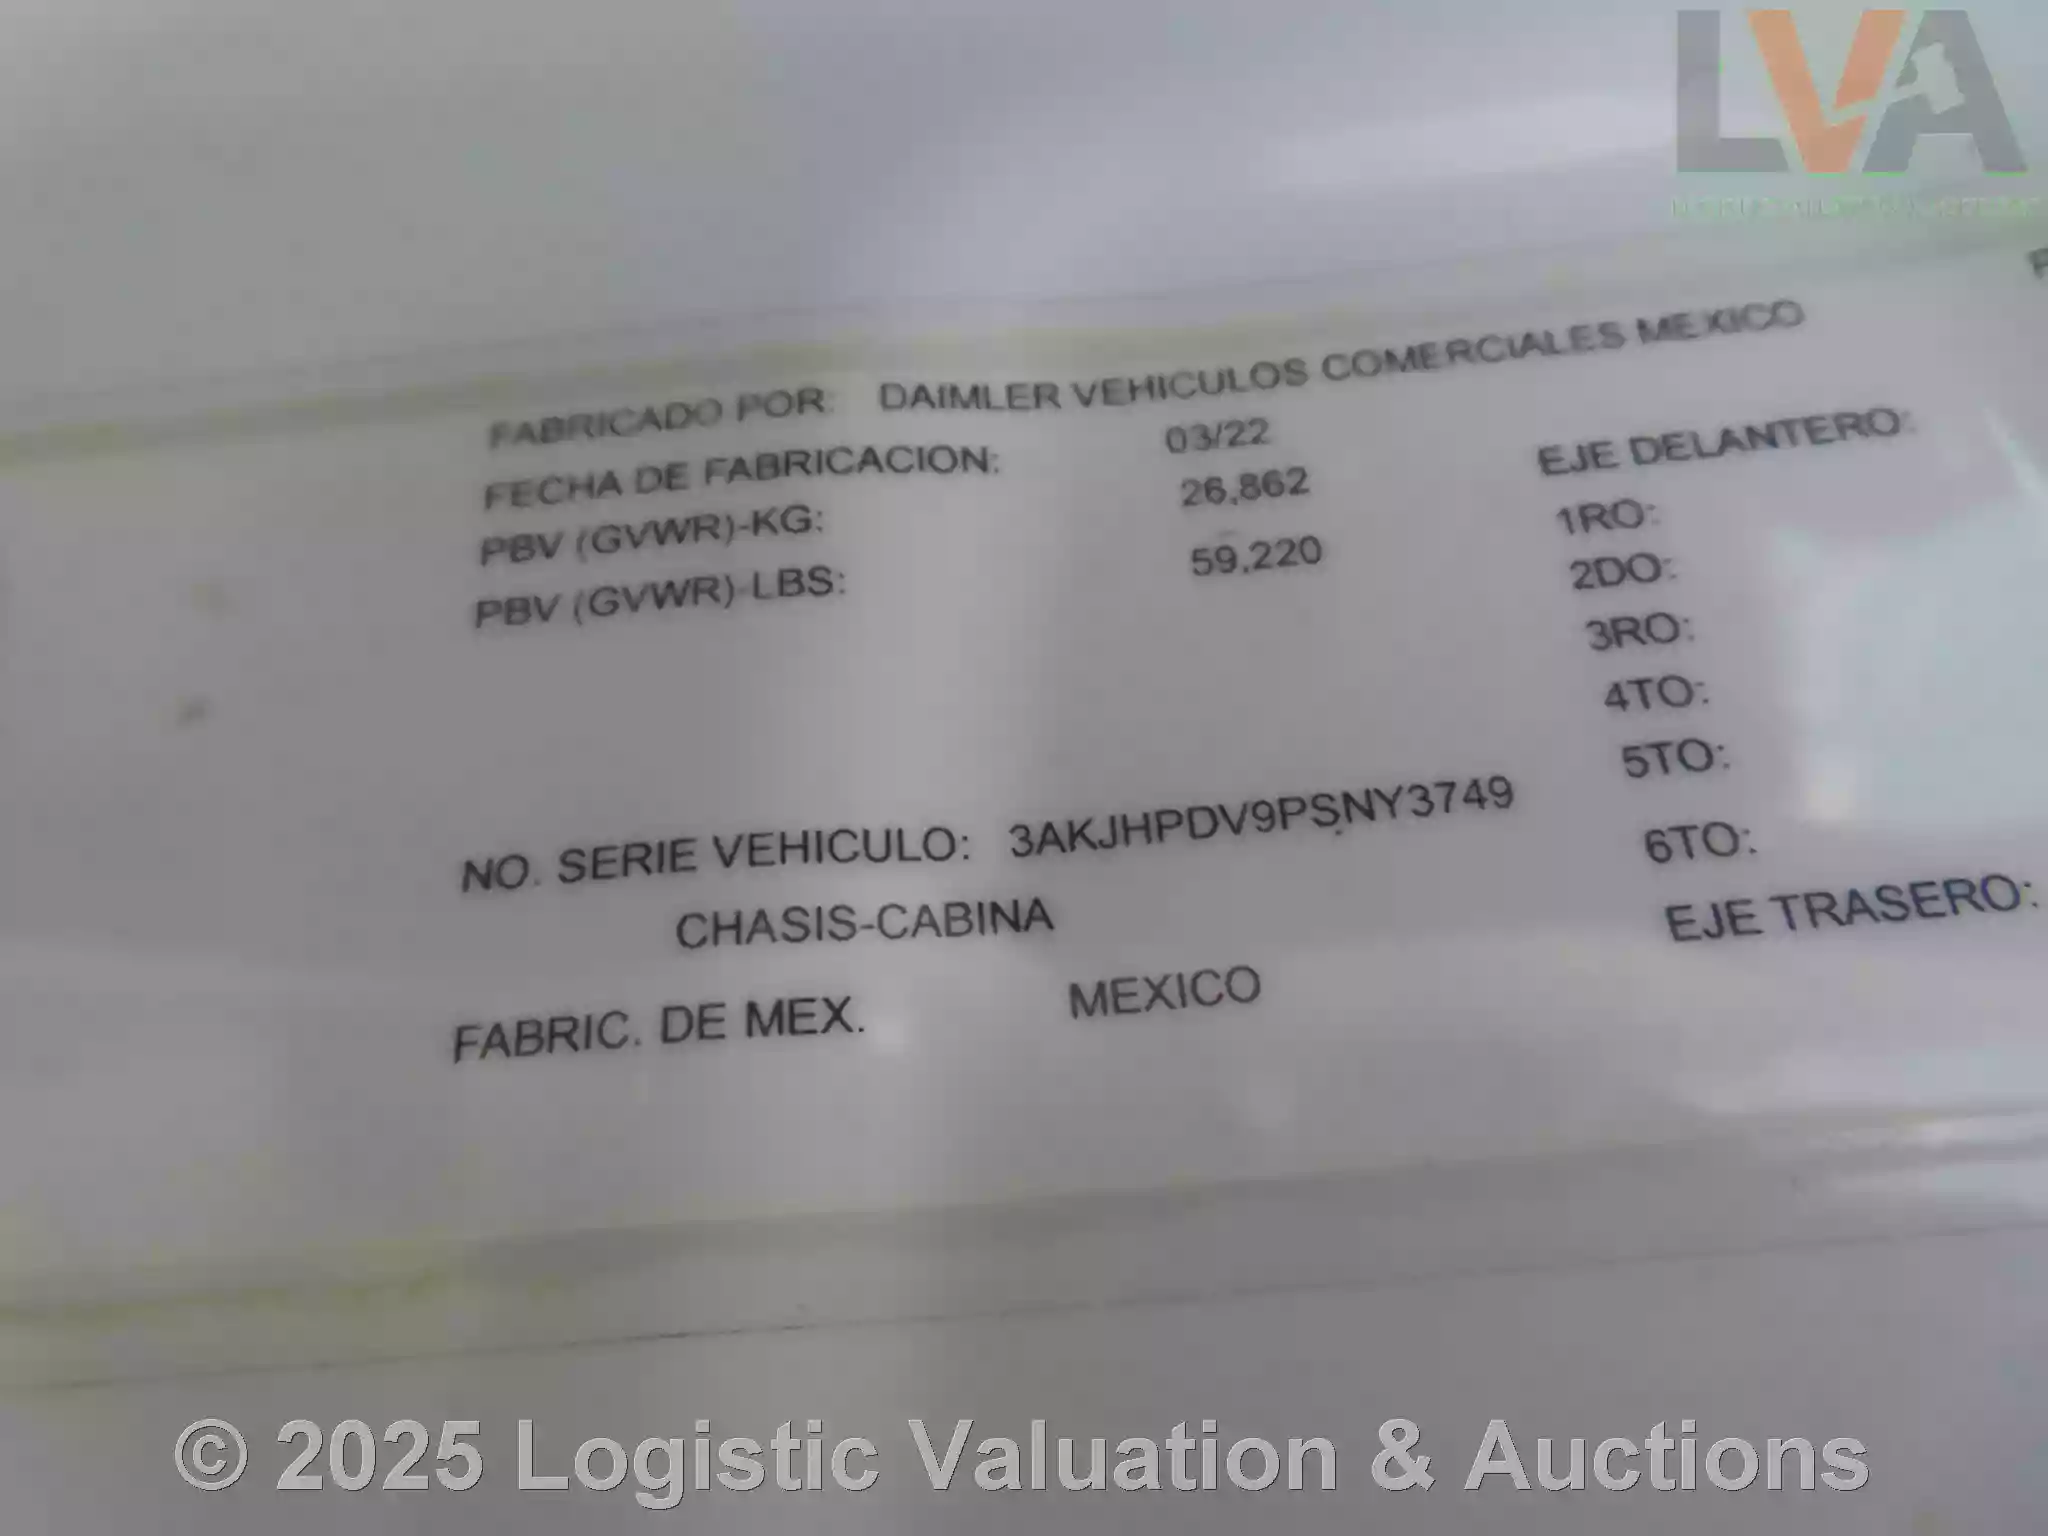 LVA
FABRICADO POR: DAIMLER VEHICULOS COMERCIALES MEXICO
FECHA DE FABRICACION: 03/22
PBV (GVWR)-KG: 26,862
PBV (GVWR)-LBS: 59,220
EJE DELANTERO:
1RO:
2DO:
3RO:
4TO:
5TO:
6TO:
EJE TRASERO:
NO. SERIE VEHICULO: 3AKJHPDV9PSNY3749
CHASIS-CABINA
FABRIC. DE MEX. MEXICO
© 2025 Logistic Valuation & Auctions